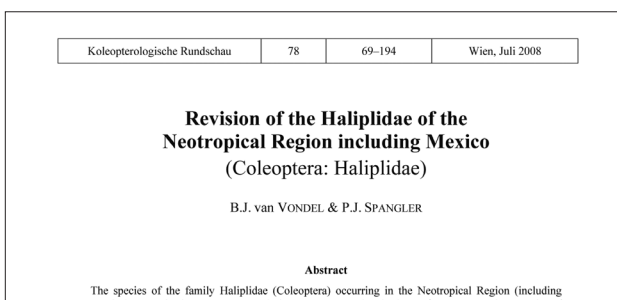 Koleopterologische Rundschau 78 69–194 Wien, Juli 2008
Revision of the Haliplidae of the
Neotropical Region including Mexico
(Coleoptera: Haliplidae)
B.J. van VONDEL & P.J. SPANGLER
Abstract
The species of the family Haliplidae (Coleoptera) occurring in the Neotropical Region (including